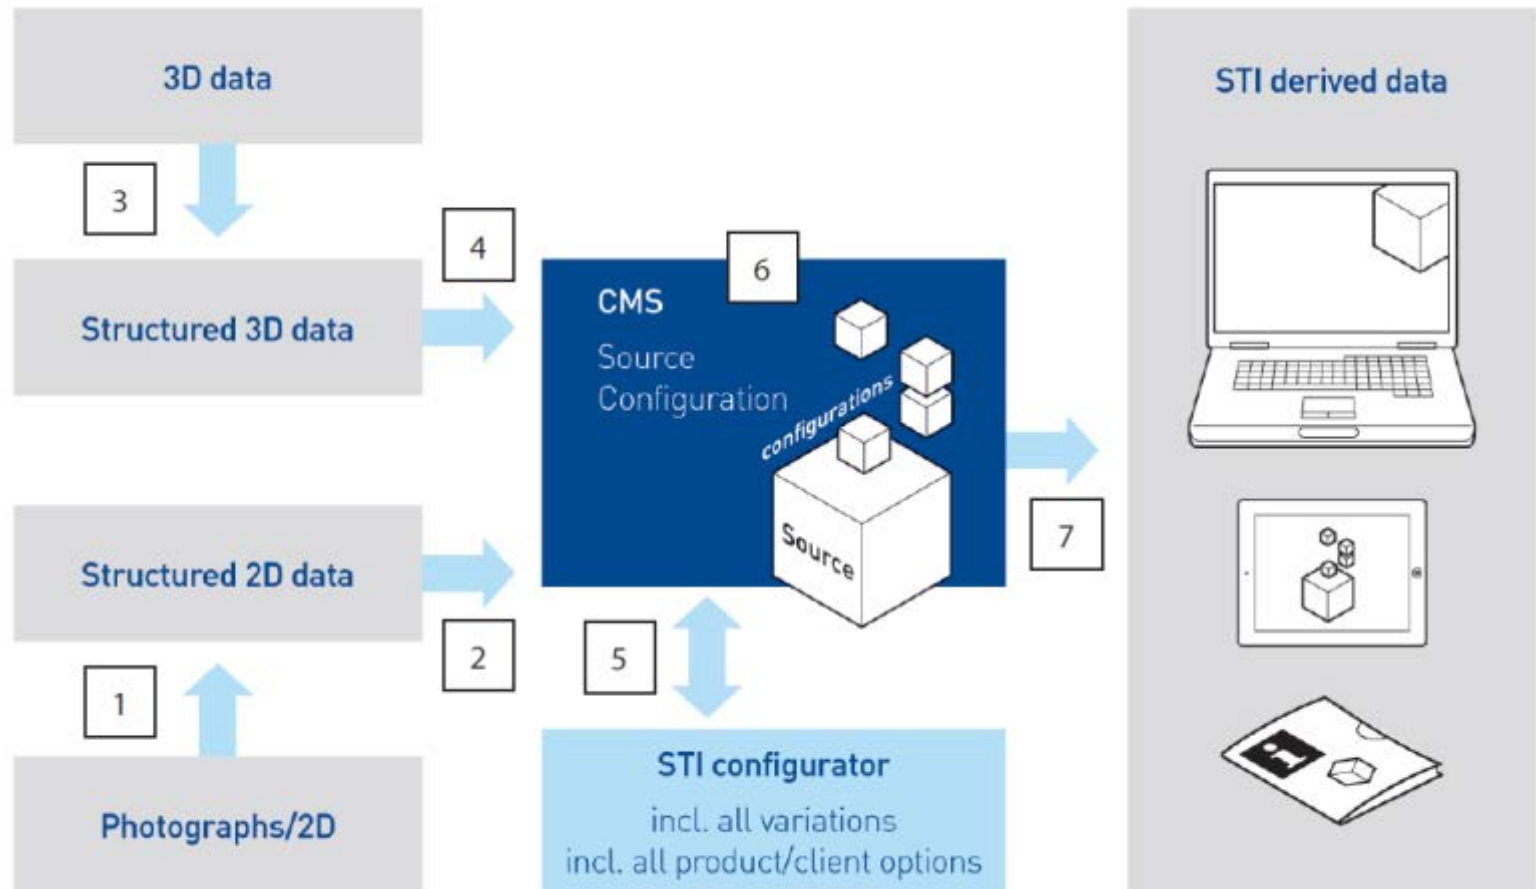 3D data
3
Structured 3D data
4
Structured 2D data
2
1
Photographs/2D
6
CMS
Source
Configuration
configurations
Source
5
STI configurator
incl. all variations
incl. all product/client options
7
STI derived data
i